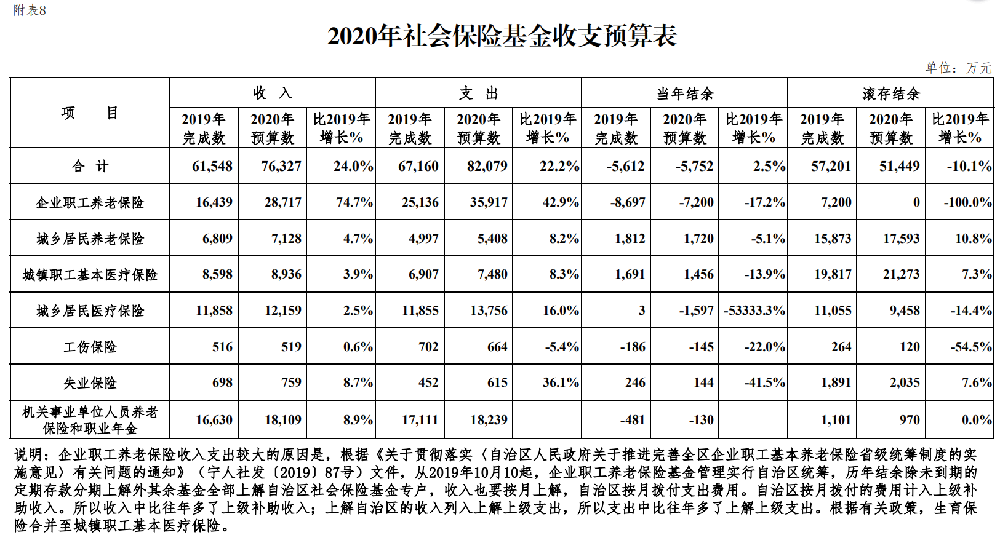 附表8
2020年社会保险基金收支预算表
单位：万元
项 目 收 入 支 出 当年结余 滚存结余
2019年完成数 2020年预算数 比2019年增长% 2019年完成数 2020年预算数 比2019年增长% 2019年完成数 2020年预算数 比2019年增长% 2019年完成数 2020年预算数 比2019年增长%
合 计 61,548 76,327 24.0% 67,160 82,079 22.2% -5,612 -5,752 2.5% 57,201 51,449 -10.1%
企业职工养老保险 16,439 28,717 74.7% 25,136 35,917 42.9% -8,697 -7,200 -17.2% 7,200 0 -100.0%
城乡居民养老保险 6,809 7,128 4.7% 4,997 5,408 8.2% 1,812 1,720 -5.1% 15,873 17,593 10.8%
城镇职工基本医疗保险 8,598 8,936 3.9% 6,907 7,480 8.3% 1,691 1,456 -13.9% 19,817 21,273 7.3%
城乡居民医疗保险 11,858 12,159 2.5% 11,855 13,756 16.0% 3 -1,597 -53333.3% 11,055 9,458 -14.4%
工伤保险 516 519 0.6% 702 664 -5.4% -186 -145 -22.0% 264 120 -54.5%
失业保险 698 759 8.7% 452 615 36.1% 246 144 -41.5% 1,891 2,035 7.6%
机关事业单位人员养老保险和职业年金 16,630 18,109 8.9% 17,111 18,239 -481 -130 1,101 970 0.0%
说明：企业职工养老保险收入支出较大的原因是，根据《关于贯彻落实〈自治区人民政府关于推进完善全区企业职工基本养老保险省级统筹制度的实
施意见〉有关问题的通知》（宁人社发〔2019〕87号）文件，从2019年10月10起，企业职工养老保险基金管理实行自治区统筹，历年结余除未到期的
定期存款分期上解外其余基金全部上解自治区社会保险基金专户，收入也要按月上解，自治区按月拨付支出费用。自治区按月拨付的费用计入上级补
助收入。所以收入中比往年多了上级补助收入；上解自治区的收入列入上解上级支出，所以支出中比往年多了上解上级支出。根据有关政策，生育保
险合并至城镇职工基本医疗保险。